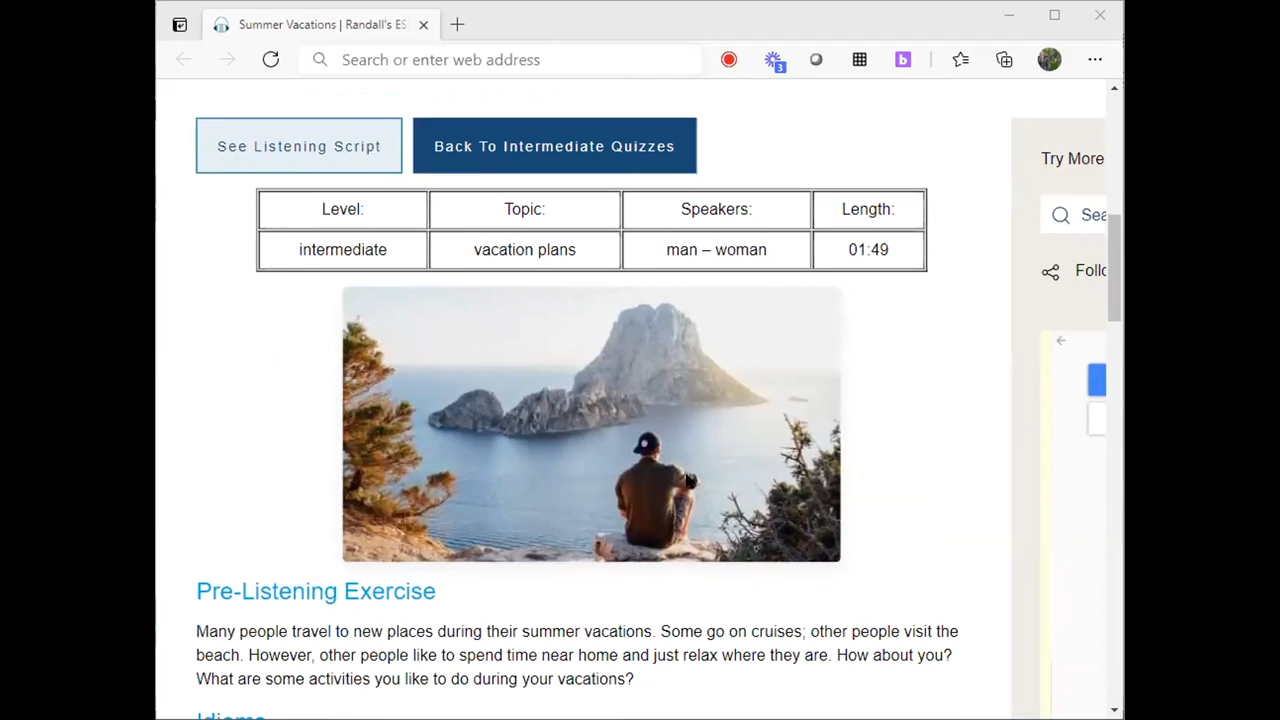 Summer Vacations | Randall's ES
Search or enter web address
3
b
See Listening Script
Back To Intermediate Quizzes
Level: Topic: Speakers: Length:
intermediate vacation plans man – woman 01:49
Try More
Sea
Follo
Pre-Listening Exercise
Many people travel to new places during their summer vacations. Some go on cruises; other people visit the
beach. However, other people like to spend time near home and just relax where they are. How about you?
What are some activities you like to do during your vacations?
Idioms